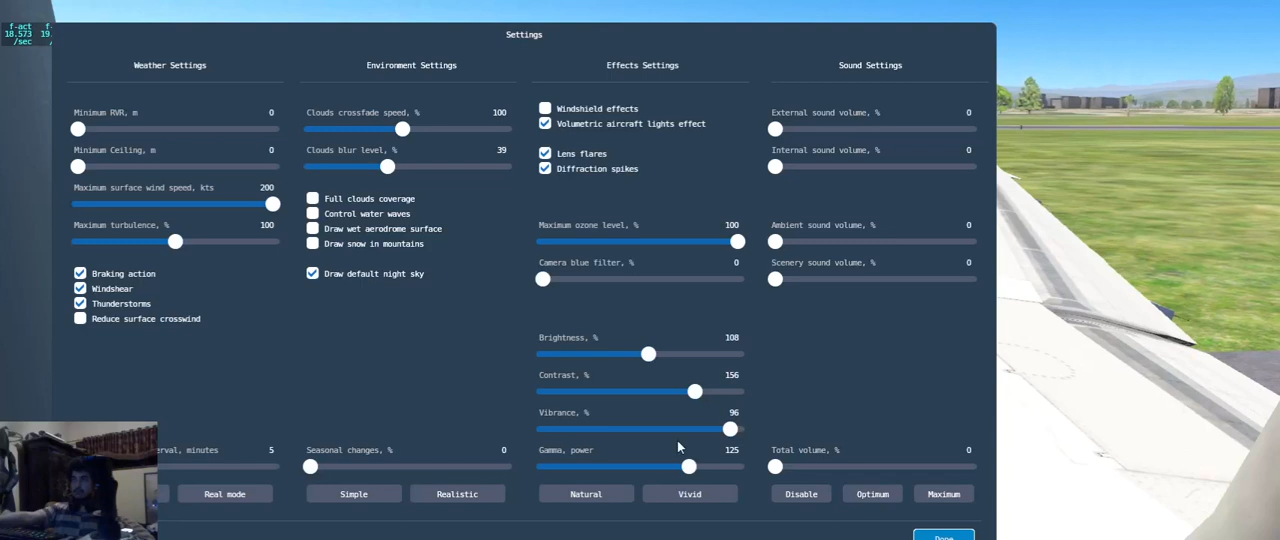 f-act f-
18.573 19.
/sec /
Settings
Weather Settings
Minimum RVR, m 0
Minimum Ceiling, m 0
Maximum surface wind speed, kts 200
Maximum turbulence, % 100
Braking action
Windshear
Thunderstorms
Reduce surface crosswind
erval, minutes 5
Real mode
Environment Settings
Clouds crossfade speed, % 100
Clouds blur level, % 39
Full clouds coverage
Control water waves
Draw wet aerodrome surface
Draw snow in mountains
Draw default night sky
Seasonal changes, % 0
Simple Realistic
Effects Settings
Windshield effects
Volumetric aircraft lights effect
Lens flares
Diffraction spikes
Maximum ozone level, % 100
Camera blue filter, % 0
Brightness, % 108
Contrast, % 156
Vibrance, % 96
Gamma, power 125
Natural Vivid
Sound Settings
External sound volume, % 0
Internal sound volume, % 0
Ambient sound volume, % 0
Scenery sound volume, % 0
Total volume, % 0
Disable Optimum Maximum
Done